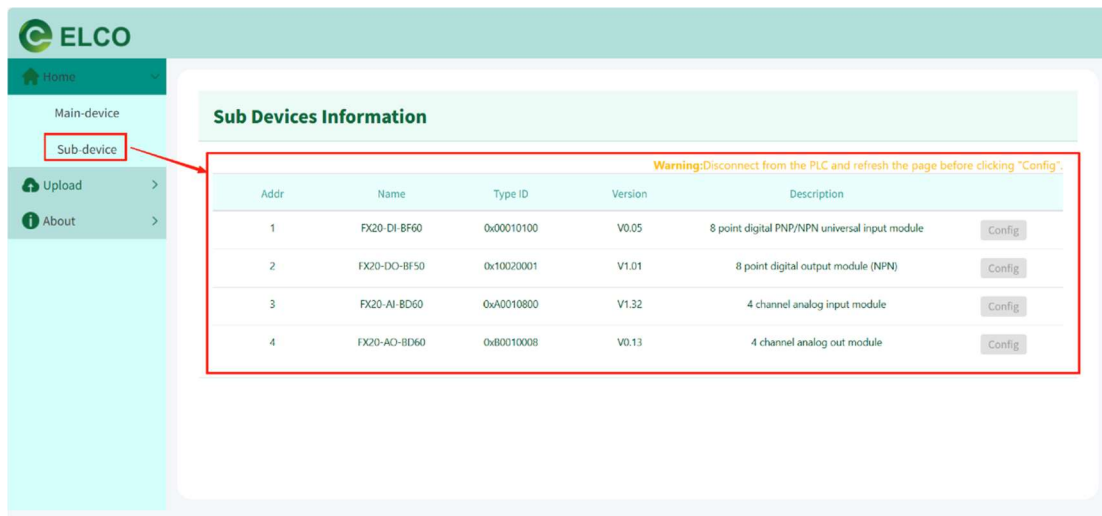 ELCO
Home
Main-device
Sub-device
Upload
About
Sub Devices Information
Warning:Disconnect from the PLC and refresh the page before clicking "Config".
Addr Name Type ID Version Description
1 FX20-DI-BF60 0x00010100 V0.05 8 point digital PNP/NPN universal input module Config
2 FX20-DO-BF50 0x10020001 V1.01 8 point digital output module (NPN) Config
3 FX20-AI-BD60 0xA0010800 V1.32 4 channel analog input module Config
4 FX20-AO-BD60 0xB0010008 V0.13 4 channel analog out module Config